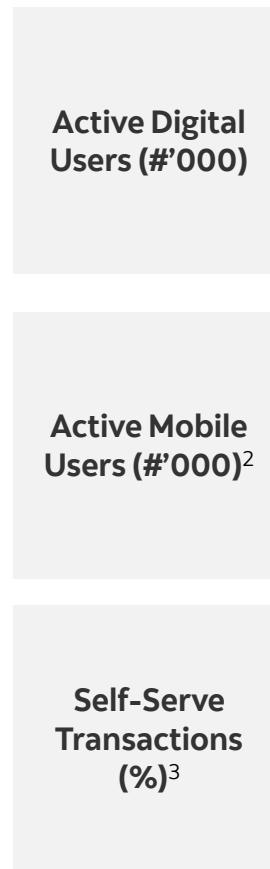 Active Digital
Users (#’000)
Active Mobile
Users (#’000)²
Self-Serve
Transactions
(%)³